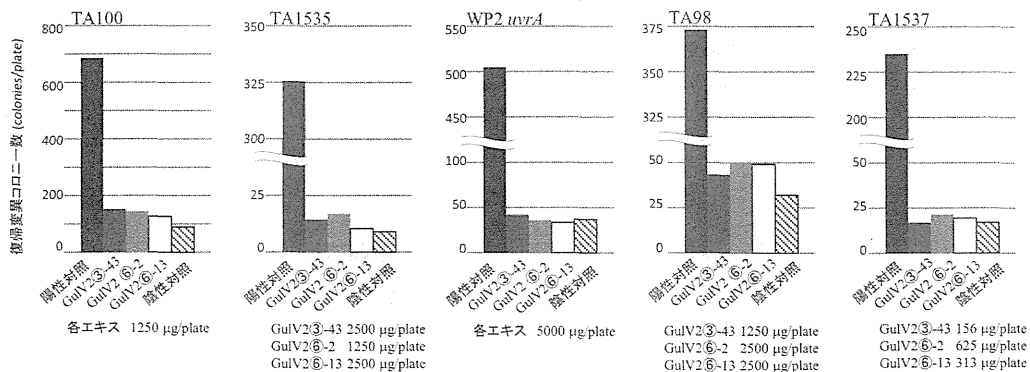 TA100
800
600
400
200
0
復帰変異コロニー数 (colonies/plate)
陽性対照
GulV2③-43
GulV2⑥-2
GulV2⑥-13
陰性対照
各エキス 1250 µg/plate
TA1535
350
325
300
25
0
陽性対照
GulV2③-43
GulV2⑥-2
GulV2⑥-13
陰性対照
GulV2③-43 2500 µg/plate
GulV2⑥-2 1250 µg/plate
GulV2⑥-13 2500 µg/plate
WP2 uvrA
550
500
450
100
50
0
陽性対照
GulV2③-43
GulV2⑥-2
GulV2⑥-13
陰性対照
各エキス 5000 µg/plate
TA98
375
350
325
50
25
0
陽性対照
GulV2③-43
GulV2⑥-2
GulV2⑥-13
陰性対照
GulV2③-43 1250 µg/plate
GulV2⑥-2 2500 µg/plate
GulV2⑥-13 2500 µg/plate
TA1537
250
225
200
50
25
0
陽性対照
GulV2③-43
GulV2⑥-2
GulV2⑥-13
陰性対照
GulV2③-43 156 µg/plate
GulV2⑥-2 625 µg/plate
GulV2⑥-13 313 µg/plate